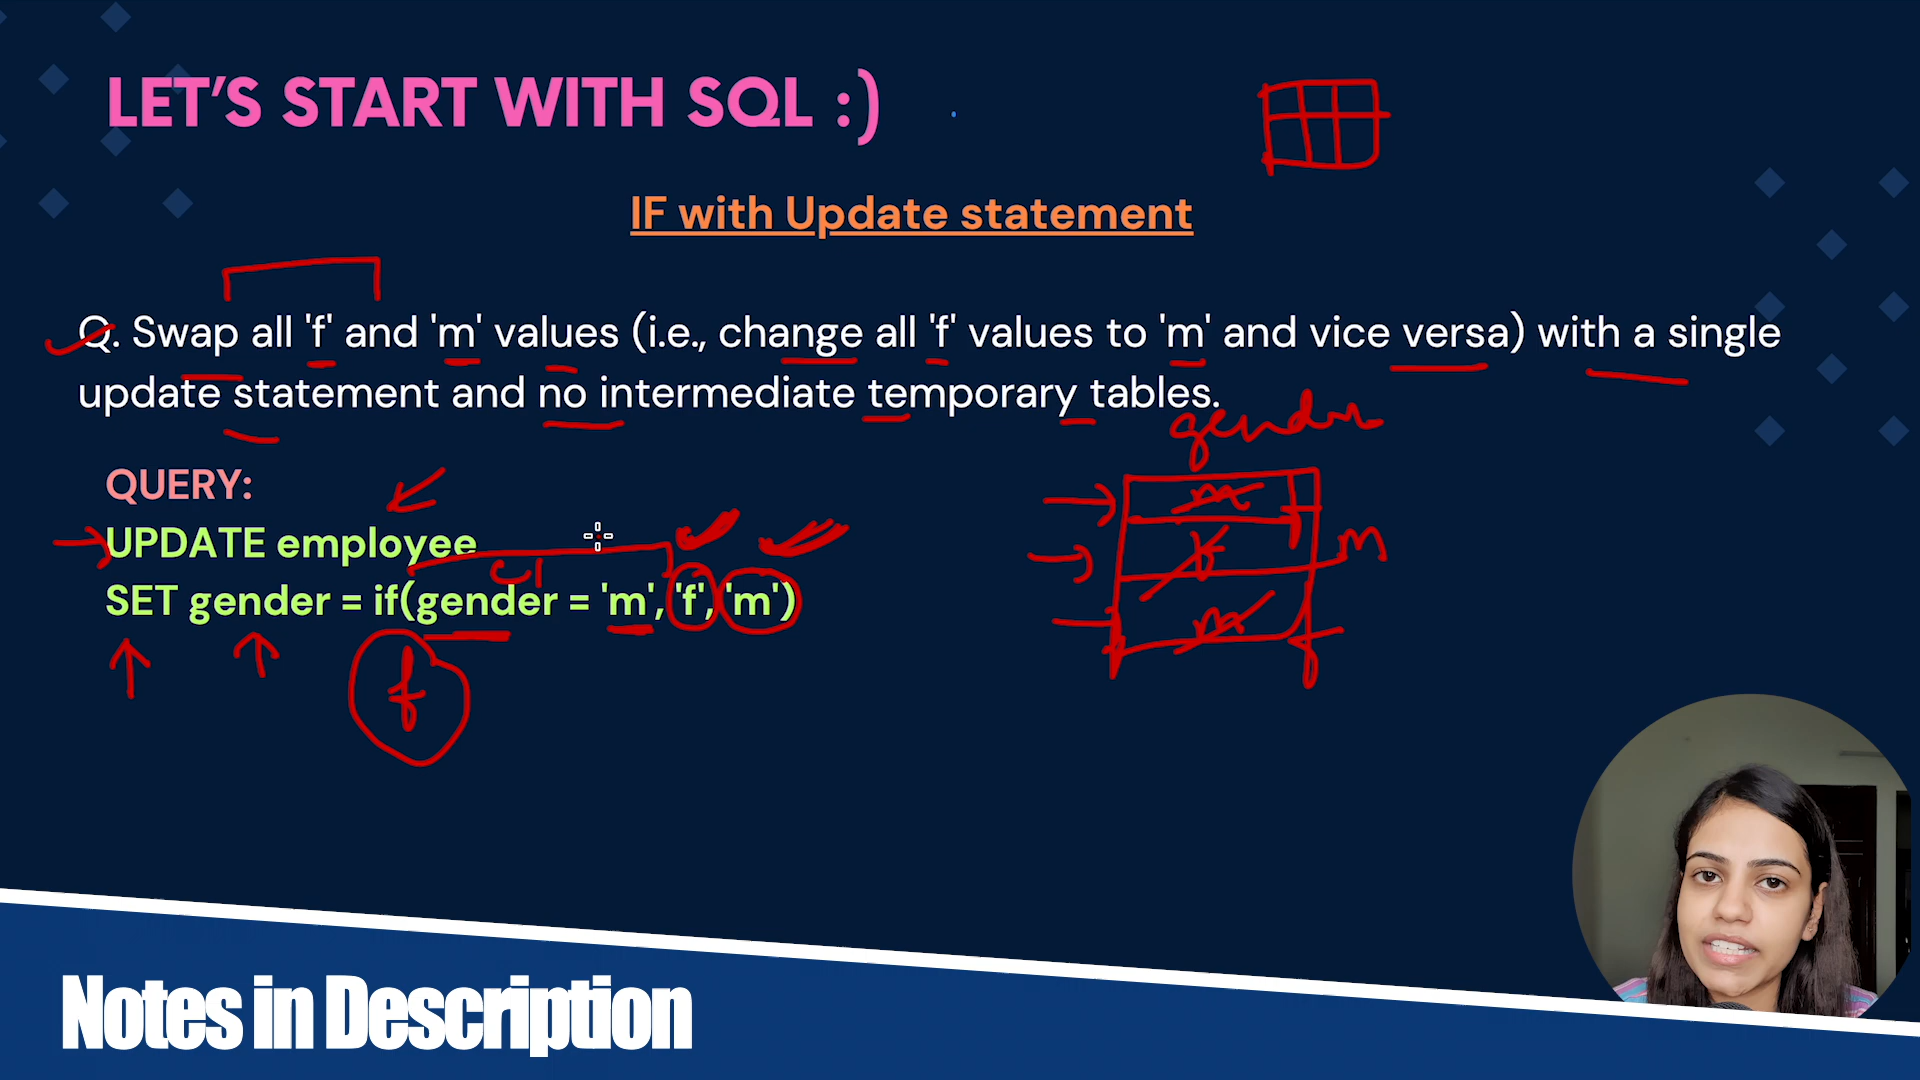 LET'S START WITH SQL :)
IF with Update statement
Q. Swap all 'f' and 'm' values (i.e., change all 'f' values to 'm' and vice versa) with a single
update statement and no intermediate temporary tables.
gender
QUERY:
UPDATE employee
SET gender = if(gender = 'm', 'f', 'm')
c1
f
m
f
f
m
m
f
Notes in Description